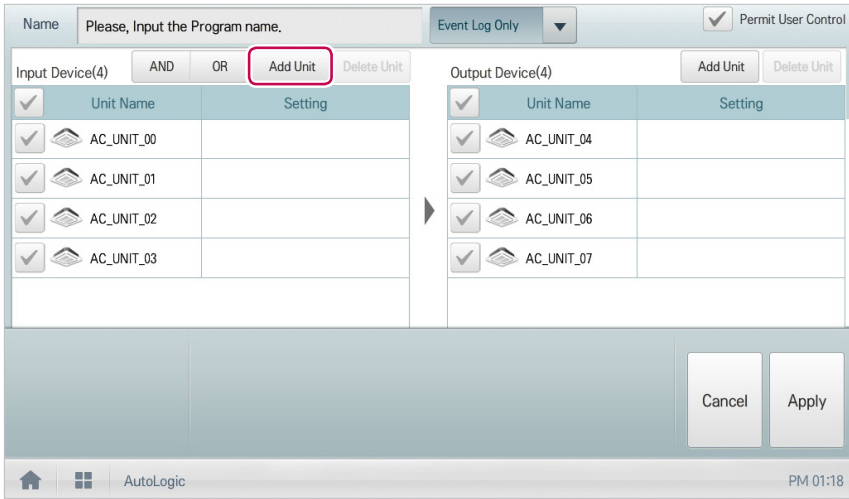 Name Please, Input the Program name. Event Log Only Permit User Control
Input Device(4) AND OR Add Unit Delete Unit Output Device(4) Add Unit Delete Unit
Unit Name Setting Unit Name Setting
AC_UNIT_00 AC_UNIT_04
AC_UNIT_01 AC_UNIT_05
AC_UNIT_02 AC_UNIT_06
AC_UNIT_03 AC_UNIT_07
Cancel Apply
AutoLogic PM 01:18